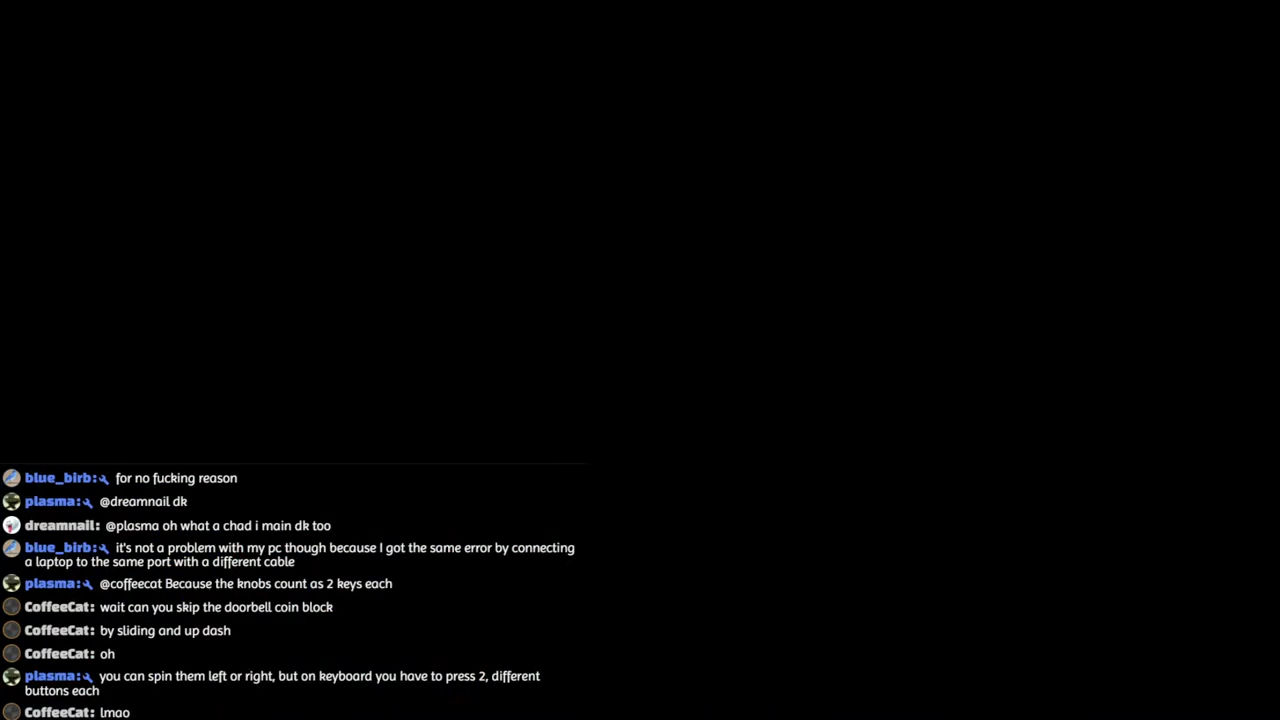 blue_birb: for no fucking reason
plasma: @dreamnail dk
dreamnail: @plasma oh what a chad i main dk too
blue_birb: it's not a problem with my pc though because I got the same error by connecting
a laptop to the same port with a different cable
plasma: @coffeecat Because the knobs count as 2 keys each
CoffeeCat: wait can you skip the doorbell coin block
CoffeeCat: by sliding and up dash
CoffeeCat: oh
plasma: you can spin them left or right, but on keyboard you have to press 2, different
buttons each
CoffeeCat: lmao